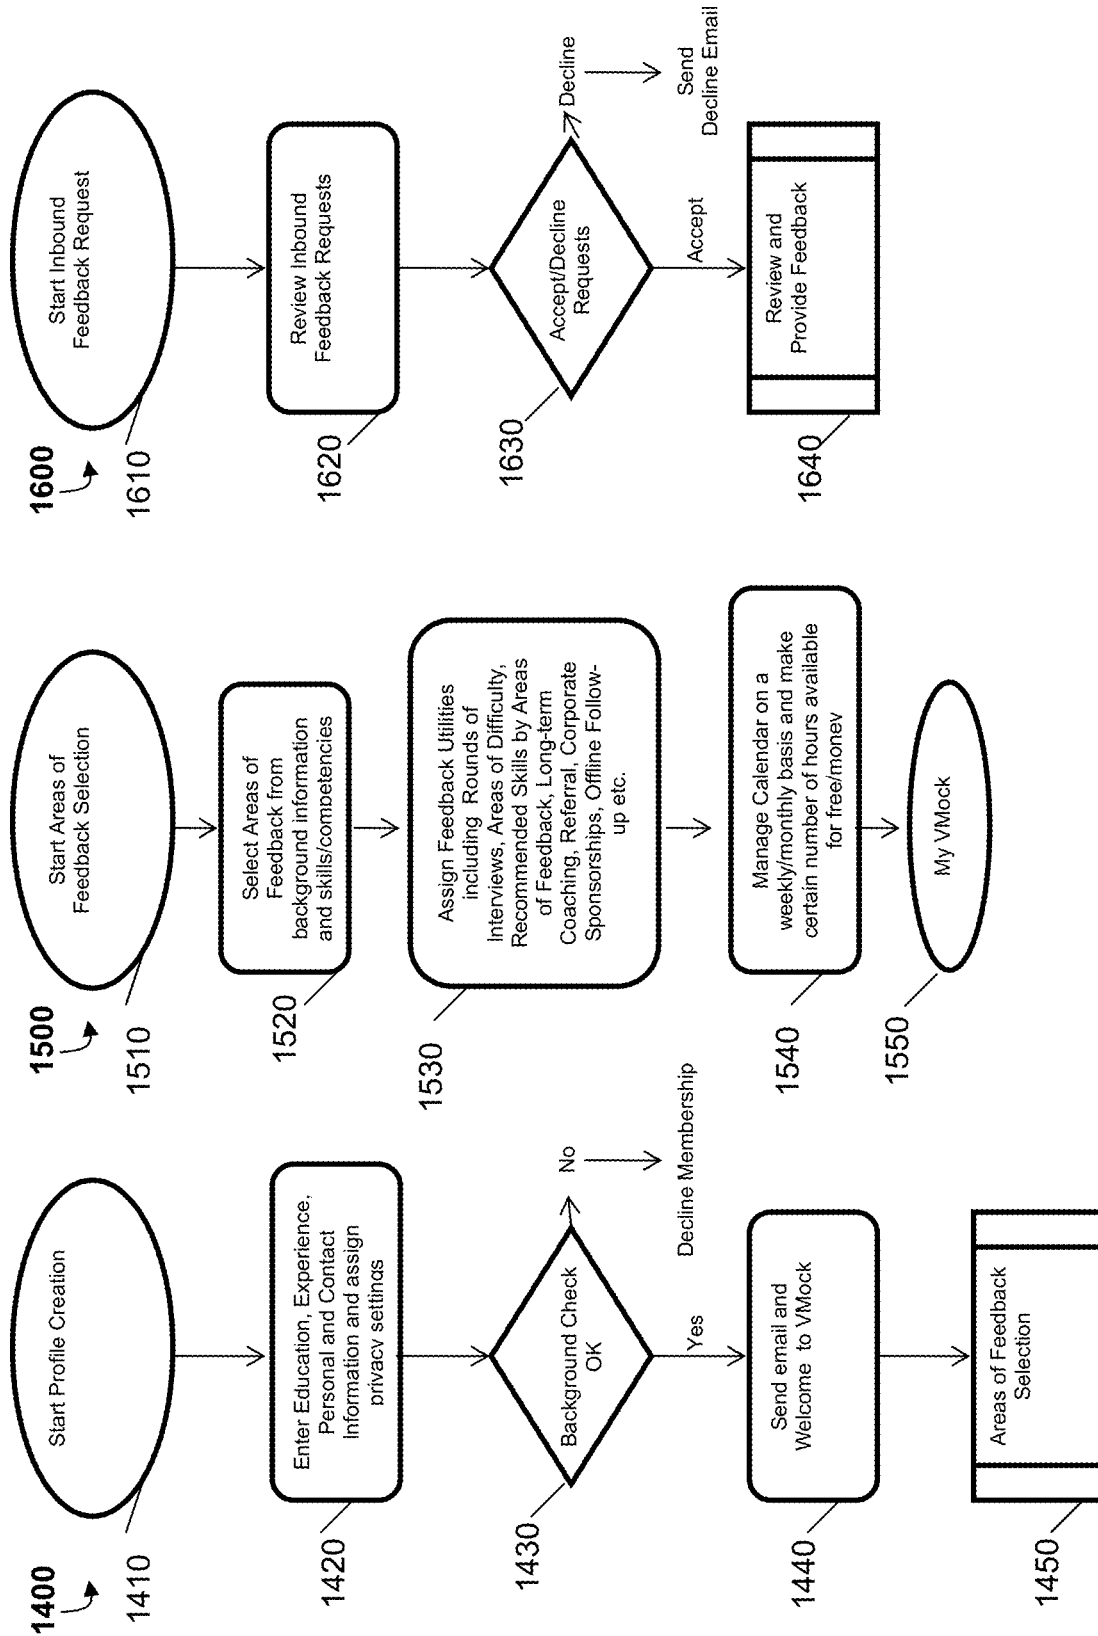 1400
1410
Start Profile Creation
1420
Enter Education, Experience,
Personal and Contact
Information and assign
privacy settings
1430
Background Check
OK
No
Decline Membership
Yes
1440
Send email and
Welcome to VMock
1450
Areas of Feedback
Selection
1500
1510
Start Areas of
Feedback Selection
1520
Select Areas of
Feedback from
background information
and skills/competencies
1530
Assign Feedback Utilities
including Rounds of
Interviews, Areas of Difficulty,
Recommended Skills by Areas
of Feedback, Long-term
Coaching, Referral, Corporate
Sponsorships, Offline Follow-
up etc.
1540
Manage Calendar on a
weekly/monthly basis and make
certain number of hours available
for free/money
1550
My VMock
1600
1610
Start Inbound
Feedback Request
1620
Review Inbound
Feedback Requests
1630
Accept/Decline
Requests
Decline
Send
Decline Email
Accept
1640
Review and
Provide Feedback